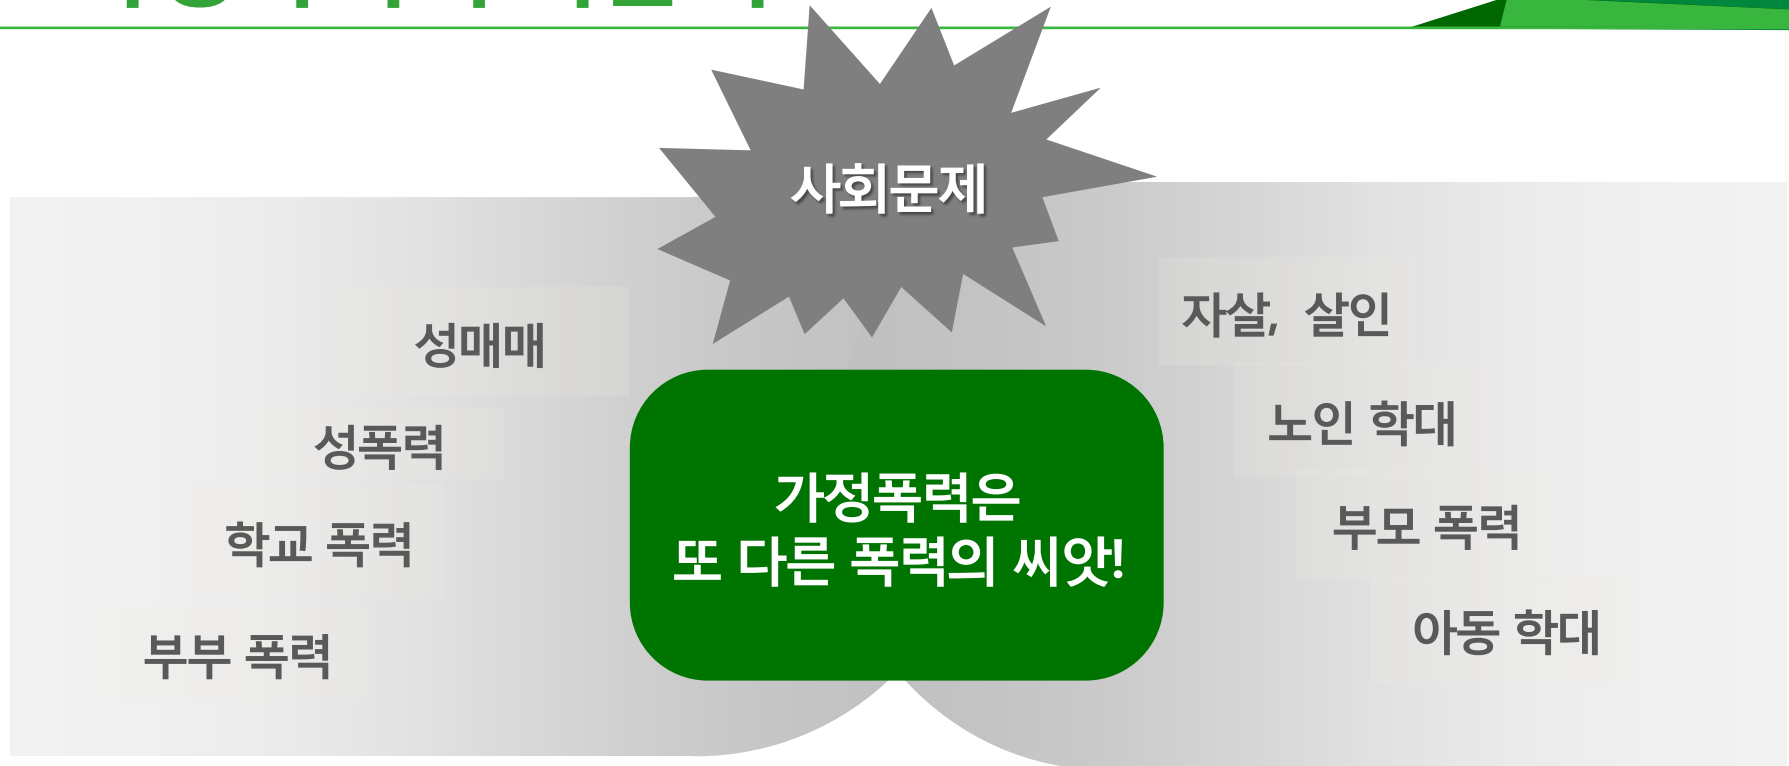 사회문제
성매매
성폭력
학교 폭력
부부 폭력
가정폭력은
또 다른 폭력의 씨앗!
자살, 살인
노인 학대
부모 폭력
아동 학대